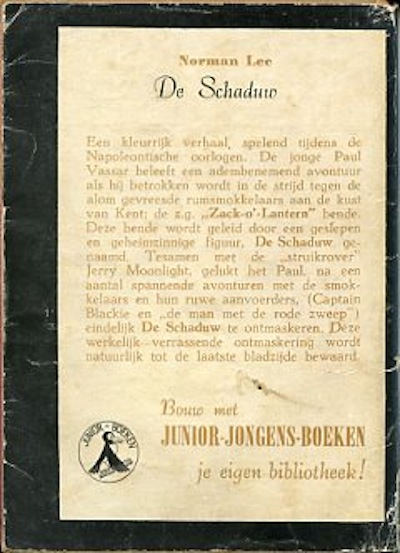 Norman Lee
De Schaduw
Een kleurrijk verhaal, spelend tijdens de
Napoleontische oorlogen. De jonge Paul
Vassar beleeft een adembenemend avontuur
als hij betrokken wordt in de strijd tegen de
alom gevreesde rumsmokkelaars aan de kust
van Kent; de z.g. „Zack-o'-Lantern" bende.
Deze bende wordt geleid door een geslepen
en geheimzinnige figuur, De Schaduw ge-
naamd. Tesamen met de „struikrover"
Jerry Moonlight, gelukt het Paul, na een
aantal spannende avonturen met de smok-
kelaars en hun ruwe aanvoerders, (Captain
Blackie en „de man met de rode zweep")
eindelijk De Schaduw te ontmaskeren. Deze
werkelijk-verrassende ontmaskering wordt
natuurlijk tot de laatste bladzijde bewaard.
Bouw met
JUNIOR-JONGENS-BOEKEN
je eigen bibliotheek!
JUNIOR-BOEKEN